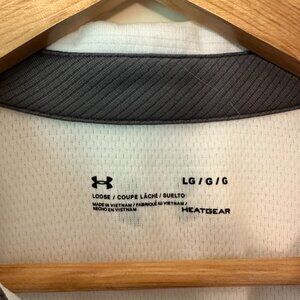 LG / G / G
LOOSE / COUPE LÂCHE / SUELTO
MADE IN VIETNAM / FABRIQUÉ AU VIETNAM /
HECHO EN VIETNAM
HEATGEAR